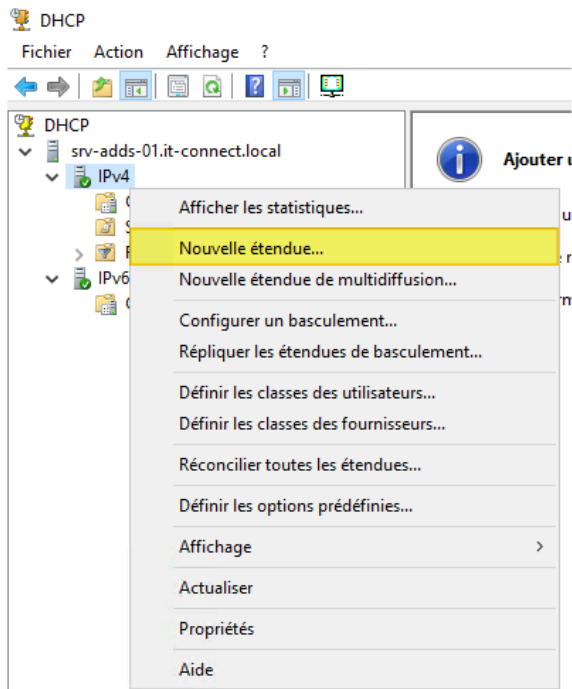 DHCP
Fichier Action Affichage ?
DHCP
srv-adds-01.it-connect.local
IPv4
Ajouter
Afficher les statistiques...
Nouvelle étendue...
IPv6
Nouvelle étendue de multidiffusion...
Configurer un basculement...
Répliquer les étendues de basculement...
Définir les classes des utilisateurs...
Définir les classes des fournisseurs...
Réconcilier toutes les étendues...
Définir les options prédéfinies...
Affichage
Actualiser
Propriétés
Aide